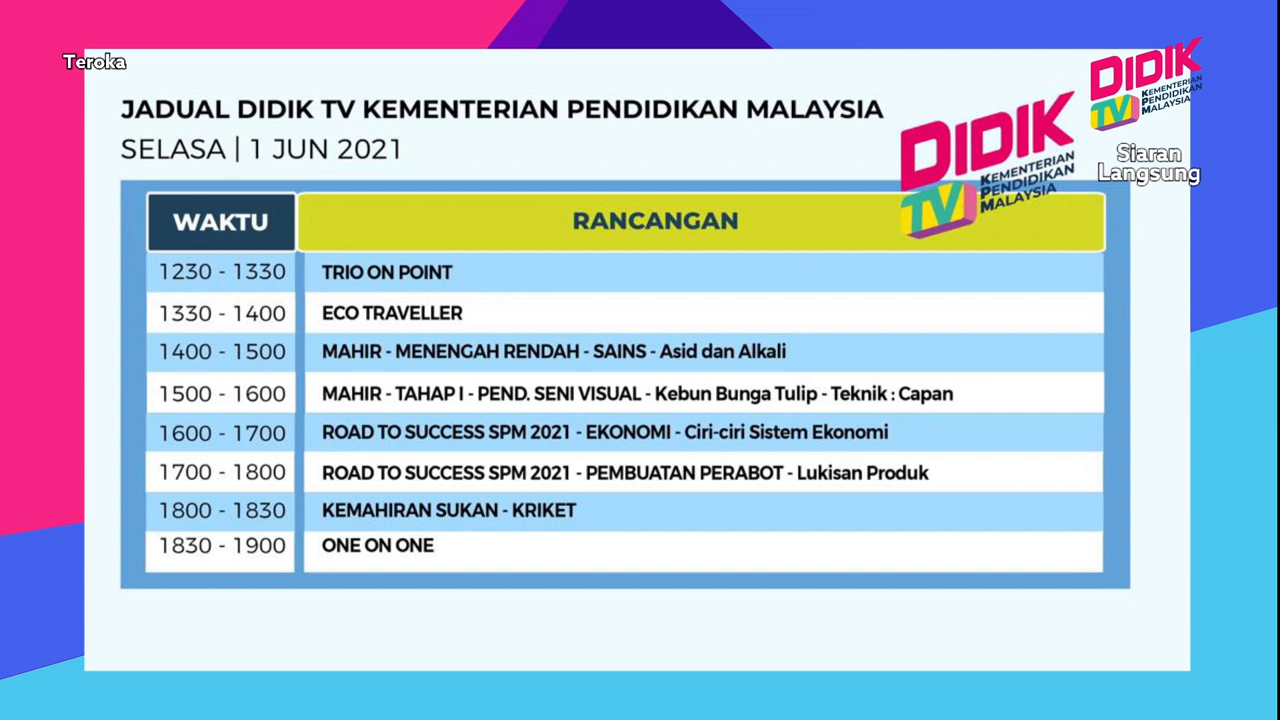 Teroka
JADUAL DIDIK TV KEMENTERIAN PENDIDIKAN MALAYSIA
SELASA | 1 JUN 2021
DIDIK
TV KEMENTERIAN
PENDIDIKAN
MALAYSIA
DIDIK
TV KEMENTERIAN
PENDIDIKAN
MALAYSIA
Siaran
Langsung
WAKTU RANCANGAN
1230 - 1330 TRIO ON POINT
1330 - 1400 ECO TRAVELLER
1400 - 1500 MAHIR - MENENGAH RENDAH - SAINS - Asid dan Alkali
1500 - 1600 MAHIR - TAHAP I - PEND. SENI VISUAL - Kebun Bunga Tulip - Teknik : Capan
1600 - 1700 ROAD TO SUCCESS SPM 2021 - EKONOMI - Ciri-ciri Sistem Ekonomi
1700 - 1800 ROAD TO SUCCESS SPM 2021 - PEMBUATAN PERABOT - Lukisan Produk
1800 - 1830 KEMAHIRAN SUKAN - KRIKET
1830 - 1900 ONE ON ONE